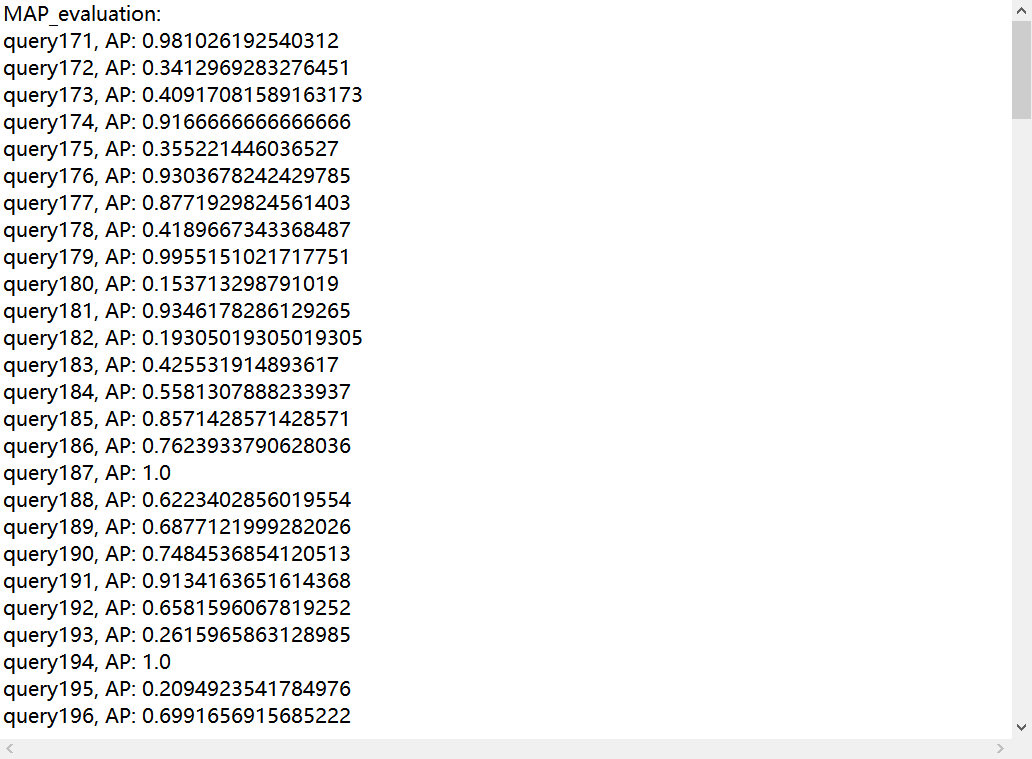 MAP_evaluation:
query171, AP: 0.981026192540312
query172, AP: 0.3412969283276451
query173, AP: 0.40917081589163173
query174, AP: 0.9166666666666666
query175, AP: 0.355221446036527
query176, AP: 0.9303678242429785
query177, AP: 0.8771929824561403
query178, AP: 0.4189667343368487
query179, AP: 0.9955151021717751
query180, AP: 0.153713298791019
query181, AP: 0.9346178286129265
query182, AP: 0.19305019305019305
query183, AP: 0.425531914893617
query184, AP: 0.5581307888233937
query185, AP: 0.8571428571428571
query186, AP: 0.7623933790628036
query187, AP: 1.0
query188, AP: 0.6223402856019554
query189, AP: 0.6877121999282026
query190, AP: 0.7484536854120513
query191, AP: 0.9134163651614368
query192, AP: 0.6581596067819252
query193, AP: 0.2615965863128985
query194, AP: 1.0
query195, AP: 0.2094923541784976
query196, AP: 0.6991656915685222